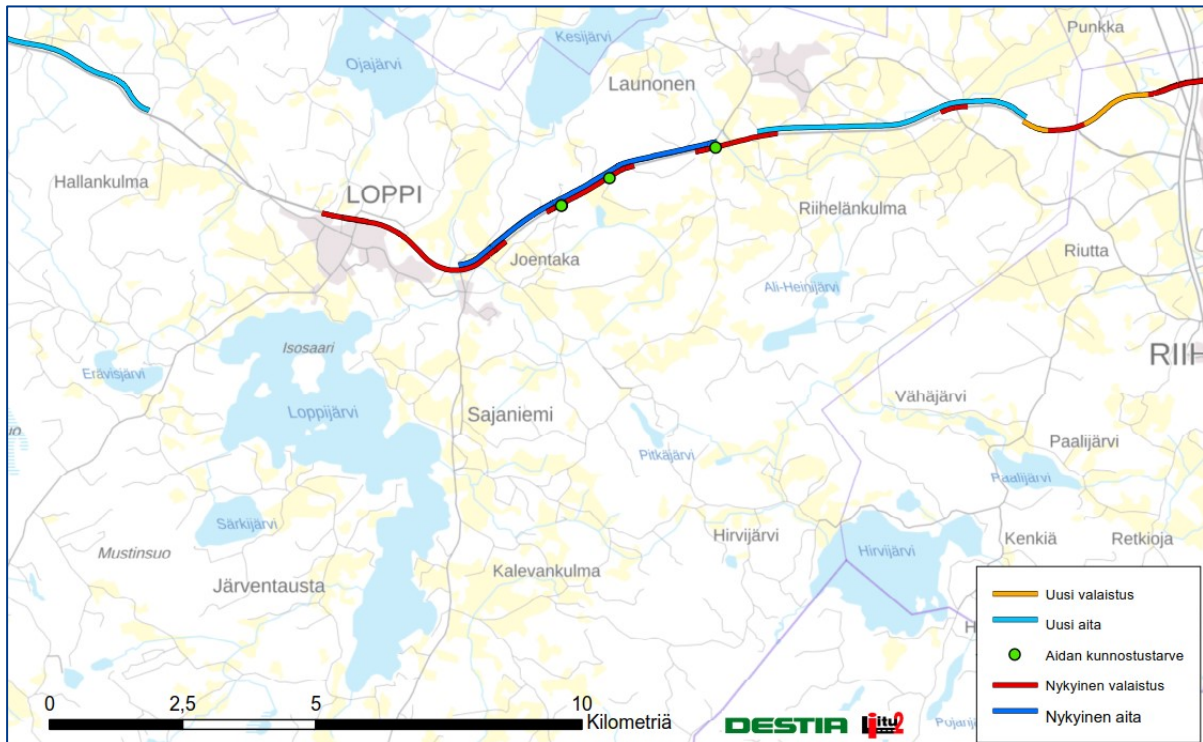 Punkka
Kesijärvi
Ojajärvi
Launonen
Hallankulma
LOPPI
Riihelänkulma
Riutta
Joentaka
Ali-Heinijärvi
Isosaari
RIIH
Erävisjärvi
Vähäjärvi
Loppijärvi
Sajaniemi
Paalijärvi
Pitkäjärvi
Paalijärvi
Särkijärvi
Mustinsuo
Hirvijärvi
Hirvijärvi
Kenkiä
Retkioja
Järventausta
Kalevankulma
Uusi valaistus
Uusi aita
Aidan kunnostustarve
Nykyinen valaistus
Nykyinen aita
0 2,5 5 10
Kilometriä
DESTIA